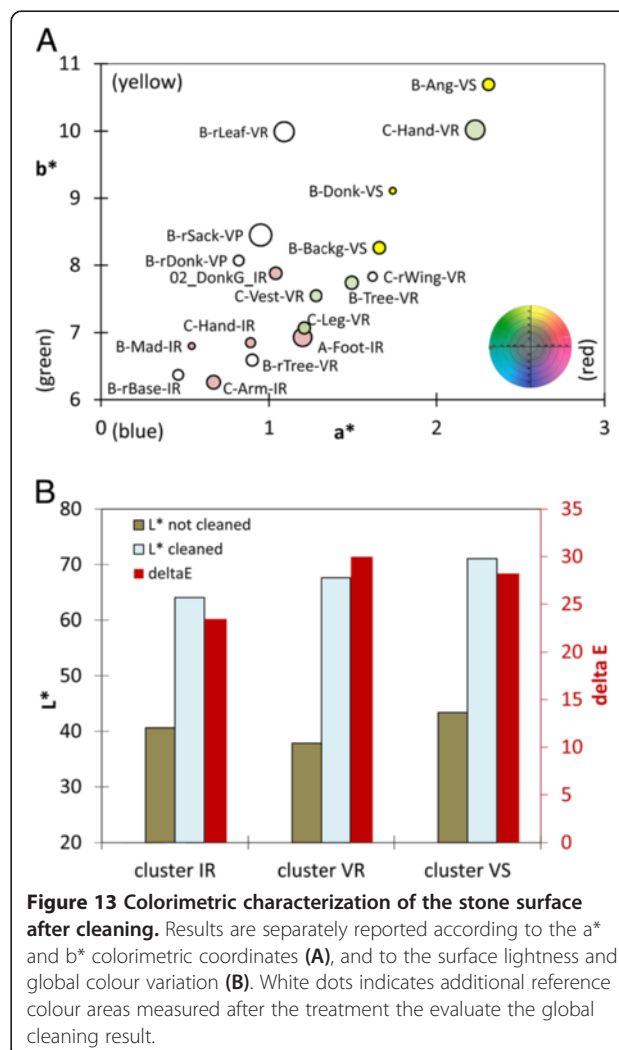 A
11
(yellow)
B-Ang-VS
B-rLeaf-VR
C-Hand-VR
10
b*
9
B-Donk-VS
B-rSack-VP
B-Backg-VS
B-rDonk-VP
8
02_DonkG_IR
C-rWing-VR
C-Vest-VR
B-Tree-VR
C-Hand-IR
C-Leg-VR
7
B-Mad-IR
A-Foot-IR
B-rTree-VR
(green)
(red)
B-rBase-IR
C-Arm-IR
6
0 (blue) 1 a* 2 3
B
80 35
L* not cleaned
L* cleaned
deltaE
70 30
60 25
20
L* 50 delta E
15
40 10
30 5
20 0
cluster IR cluster VR cluster VS
Figure 13 Colorimetric characterization of the stone surface
after cleaning. Results are separately reported according to the a*
and b* colorimetric coordinates (A), and to the surface lightness and
global colour variation (B). White dots indicates additional reference
colour areas measured after the treatment the evaluate the global
cleaning result.